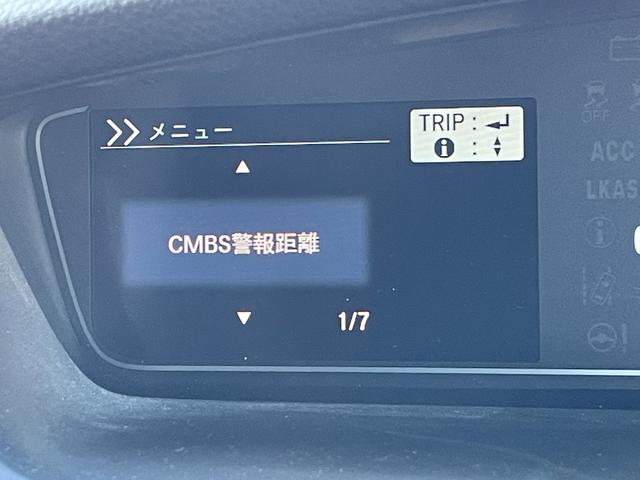 メニュー
TRIP : ↲
i : ▲▼
▲
CMBS警報距離
▼ 1/7
OFF
ACC
LKAS